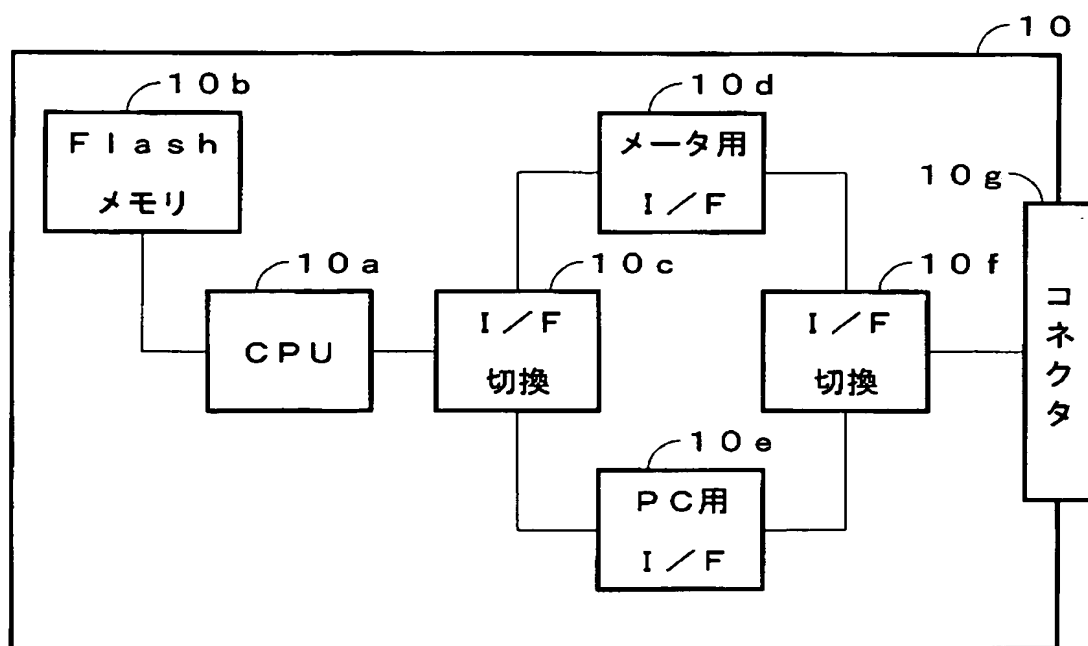 １０
１０ｂ
Ｆｌａｓｈ
メモリ
１０ｄ
メータ用
Ｉ／Ｆ
１０ｇ
コネクタ
１０ａ
ＣＰＵ
１０ｃ
Ｉ／Ｆ
切換
１０ｆ
Ｉ／Ｆ
切換
１０ｅ
ＰＣ用
Ｉ／Ｆ